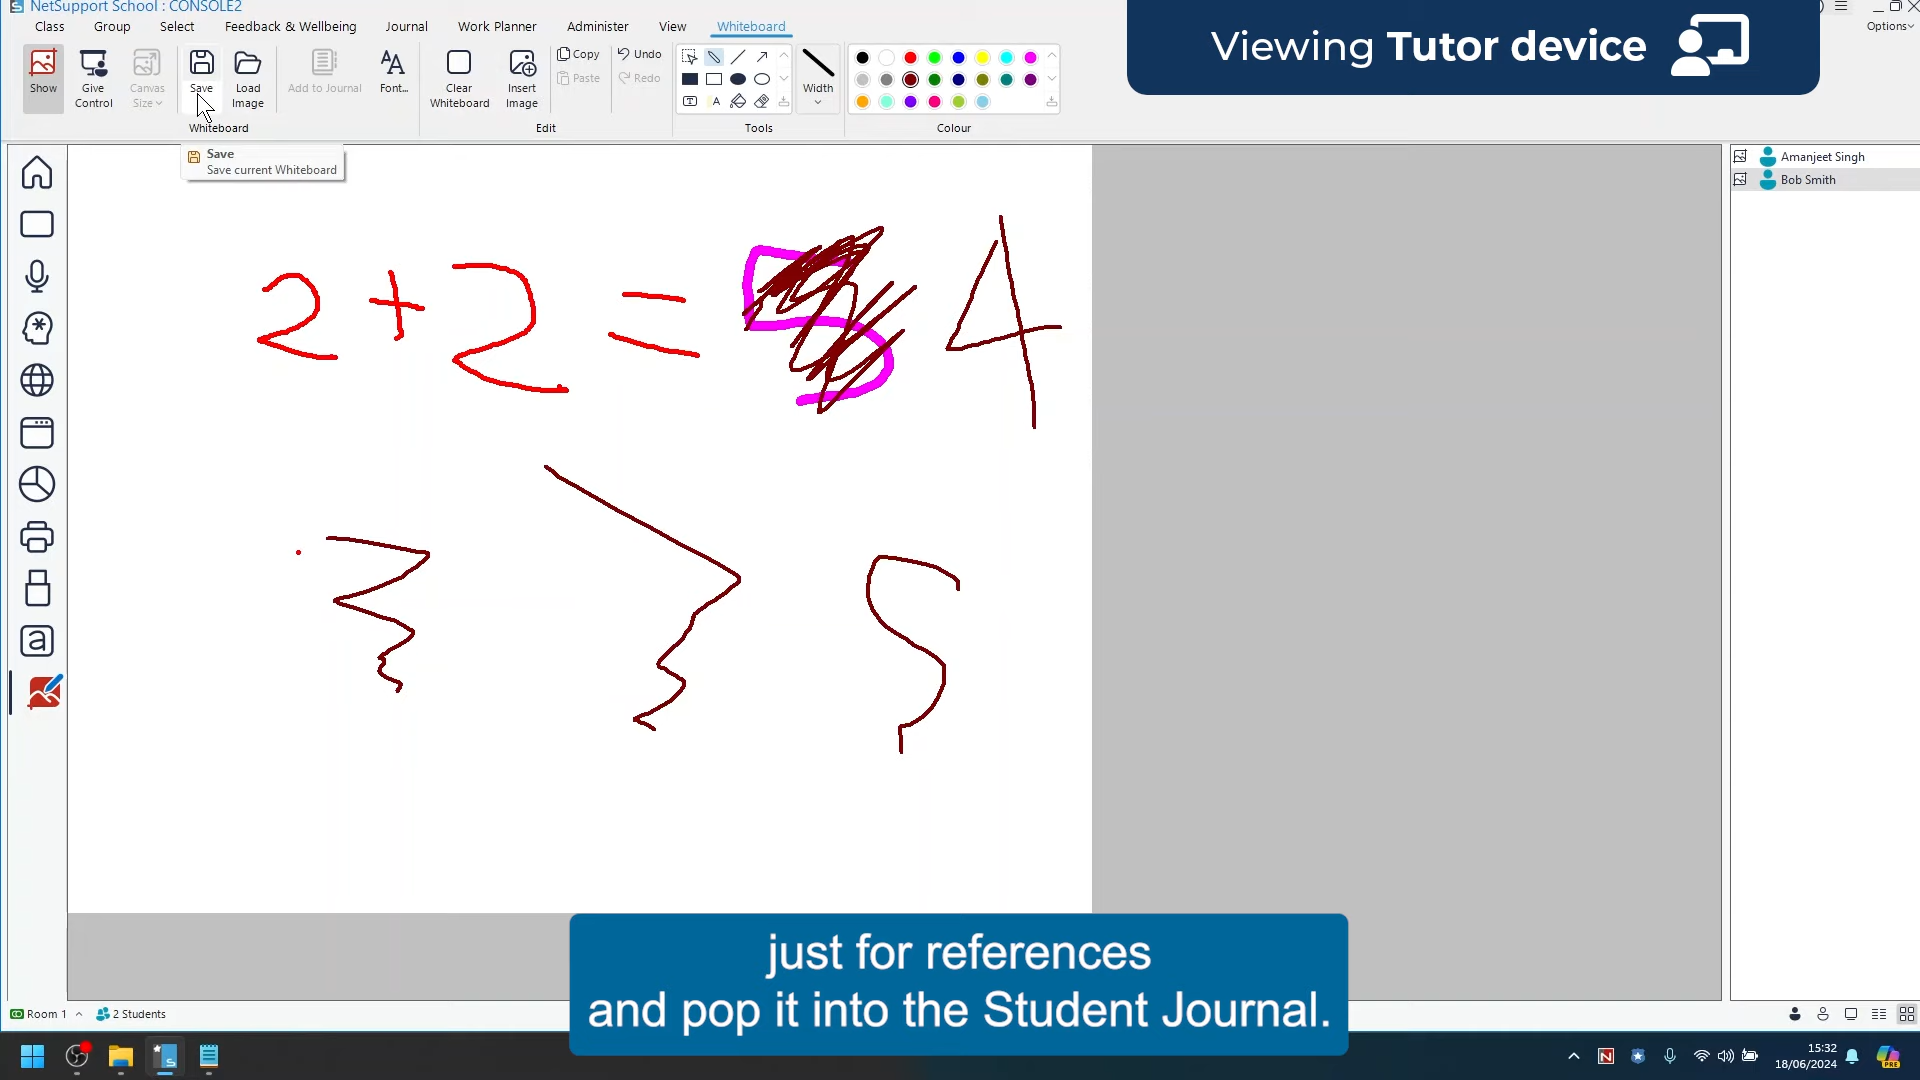 NetSupport School : CONSOLE2
Class Group Select Feedback & Wellbeing Journal Work Planner Administer View Whiteboard
Options
Viewing Tutor device
Show
Give
Control
Canvas
Size
Save
Load
Image
Add to Journal
Font...
Whiteboard
Clear
Whiteboard
Insert
Image
Copy
Paste
Undo
Redo
Edit
A
Tools
Width
Colour
Save
Save current Whiteboard
Amanjeet Singh
Bob Smith
2 + 2 = 5 4
5
a
just for references
and pop it into the Student Journal.
Room 1
2 Students
15:32
18/06/2024